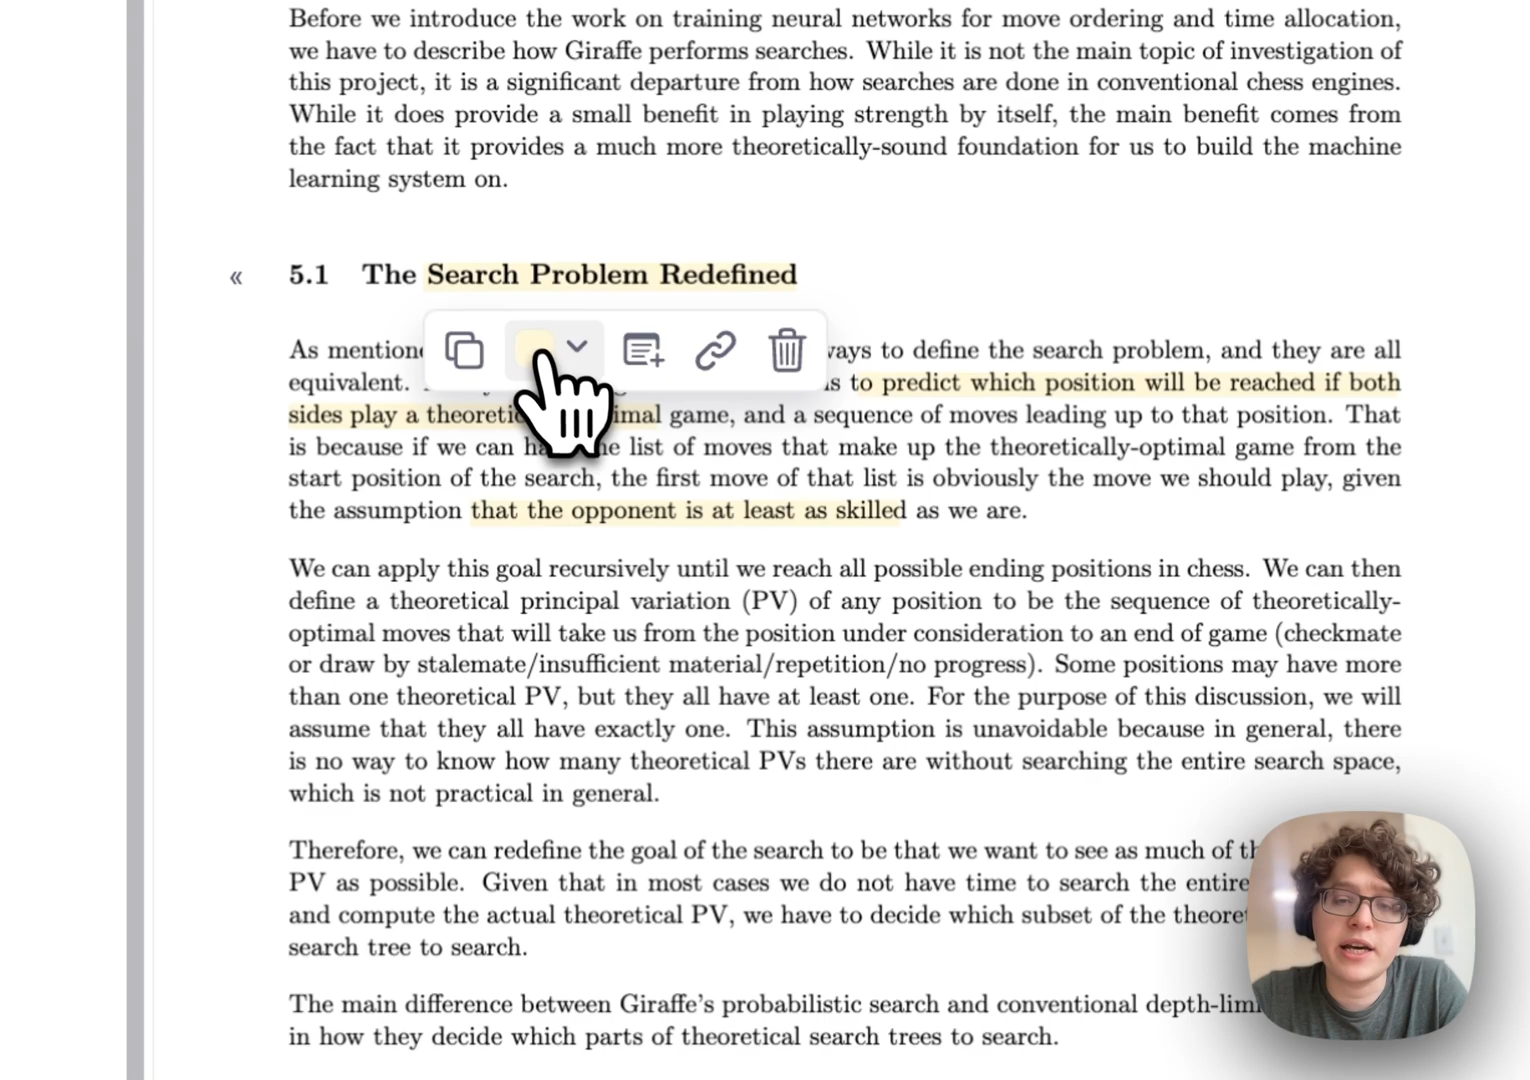 Before we introduce the work on training neural networks for move ordering and time allocation,
we have to describe how Giraffe performs searches. While it is not the main topic of investigation of
this project, it is a significant departure from how searches are done in conventional chess engines.
While it does provide a small benefit in playing strength by itself, the main benefit comes from
the fact that it provides a much more theoretically-sound foundation for us to build the machine
learning system on.
«
5.1 The Search Problem Redefined
As mention ways to define the search problem, and they are all
equivalent. is to predict which position will be reached if both
sides play a theoretic imal game, and a sequence of moves leading up to that position. That
is because if we can ha he list of moves that make up the theoretically-optimal game from the
start position of the search, the first move of that list is obviously the move we should play, given
the assumption that the opponent is at least as skilled as we are.
We can apply this goal recursively until we reach all possible ending positions in chess. We can then
define a theoretical principal variation (PV) of any position to be the sequence of theoretically-
optimal moves that will take us from the position under consideration to an end of game (checkmate
or draw by stalemate/insufficient material/repetition/no progress). Some positions may have more
than one theoretical PV, but they all have at least one. For the purpose of this discussion, we will
assume that they all have exactly one. This assumption is unavoidable because in general, there
is no way to know how many theoretical PVs there are without searching the entire search space,
which is not practical in general.
Therefore, we can redefine the goal of the search to be that we want to see as much of th
PV as possible. Given that in most cases we do not have time to search the entire
and compute the actual theoretical PV, we have to decide which subset of the theoret
search tree to search.
The main difference between Giraffe's probabilistic search and conventional depth-lim
in how they decide which parts of theoretical search trees to search.